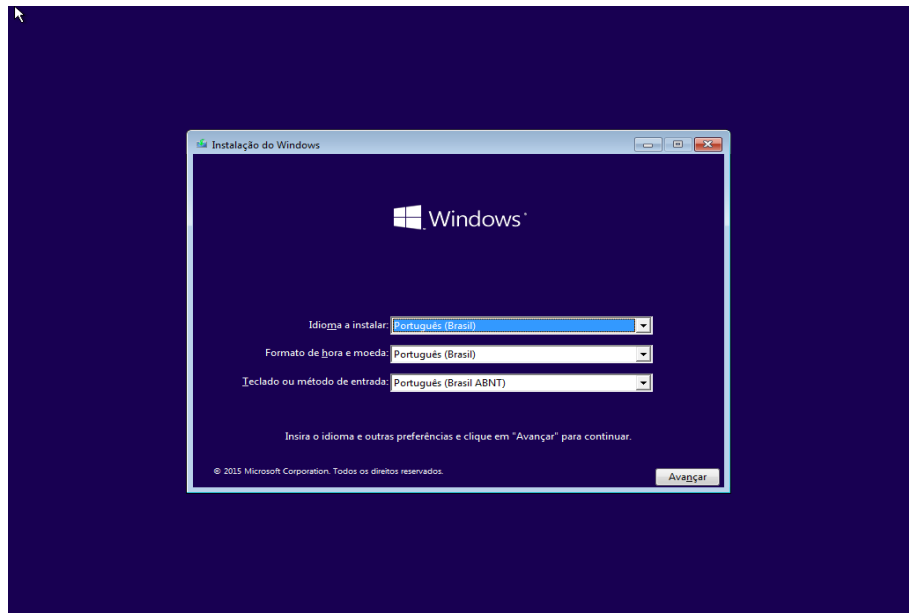 Instalação do Windows
Windows
Idioma a instalar: Português (Brasil)
Formato de hora e moeda: Português (Brasil)
Teclado ou método de entrada: Português (Brasil ABNT)
Insira o idioma e outras preferências e clique em "Avançar" para continuar.
© 2015 Microsoft Corporation. Todos os direitos reservados.
Avançar